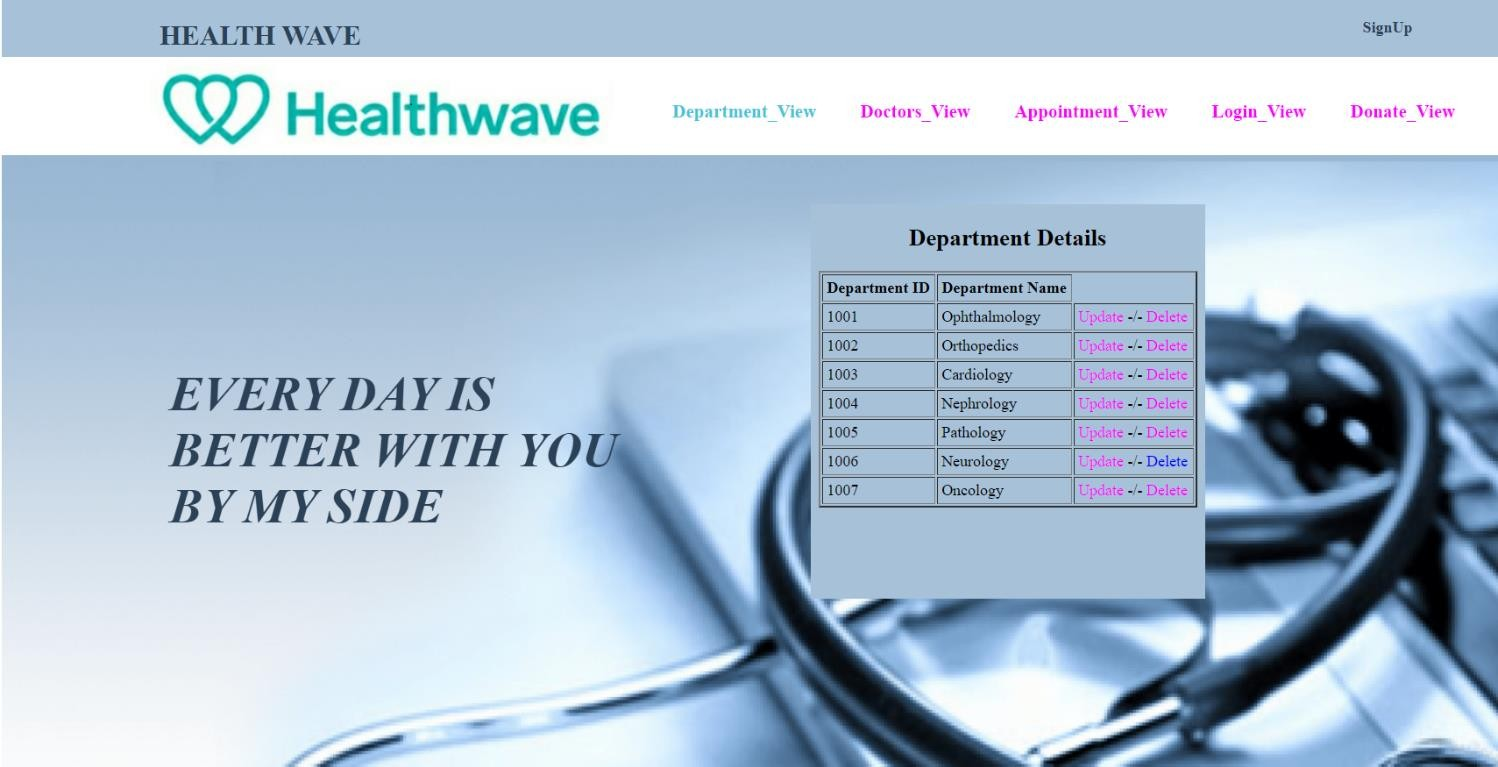 HEALTH WAVE
SignUp
Healthwave
Department_View Doctors_View Appointment_View Login_View Donate_View
EVERY DAY IS
BETTER WITH YOU
BY MY SIDE
Department Details
Department ID Department Name
1001 Ophthalmology Update -/- Delete
1002 Orthopedics Update -/- Delete
1003 Cardiology Update -/- Delete
1004 Nephrology Update -/- Delete
1005 Pathology Update -/- Delete
1006 Neurology Update -/- Delete
1007 Oncology Update -/- Delete